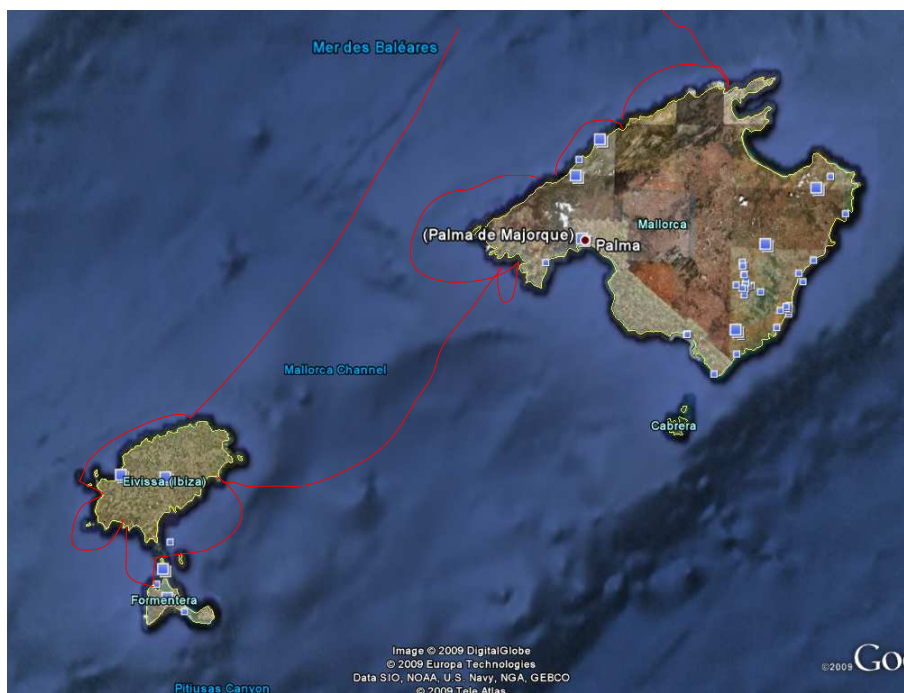 Mer des Baléares
Mallorca
(Palma de Majorque)
Palma
Mallorca Channel
Cabrera
Eivissa (Ibiza)
Formentera
Pitiusas Canyon
Image © 2009 DigitalGlobe
© 2009 Europa Technologies
Data SIO, NOAA, U.S. Navy, NGA, GEBCO
© 2009 Tele Atlas
©2009 Goo